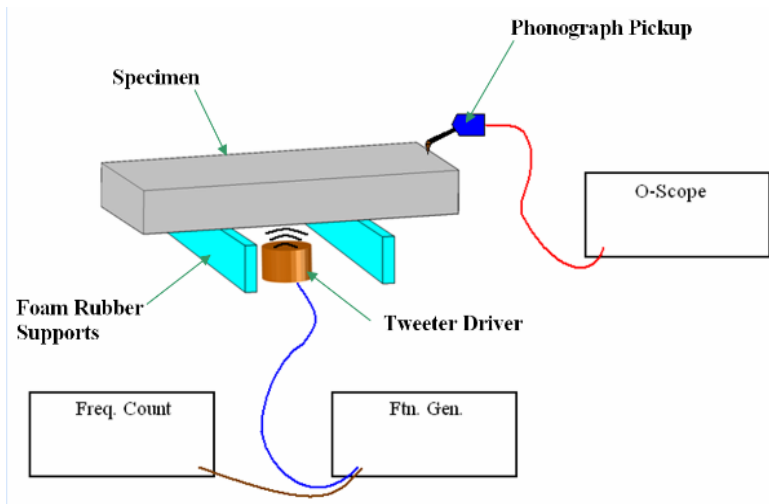 Phonograph Pickup
Specimen
O-Scope
Foam Rubber
Supports
Tweeter Driver
Freq. Count
Ftn. Gen.